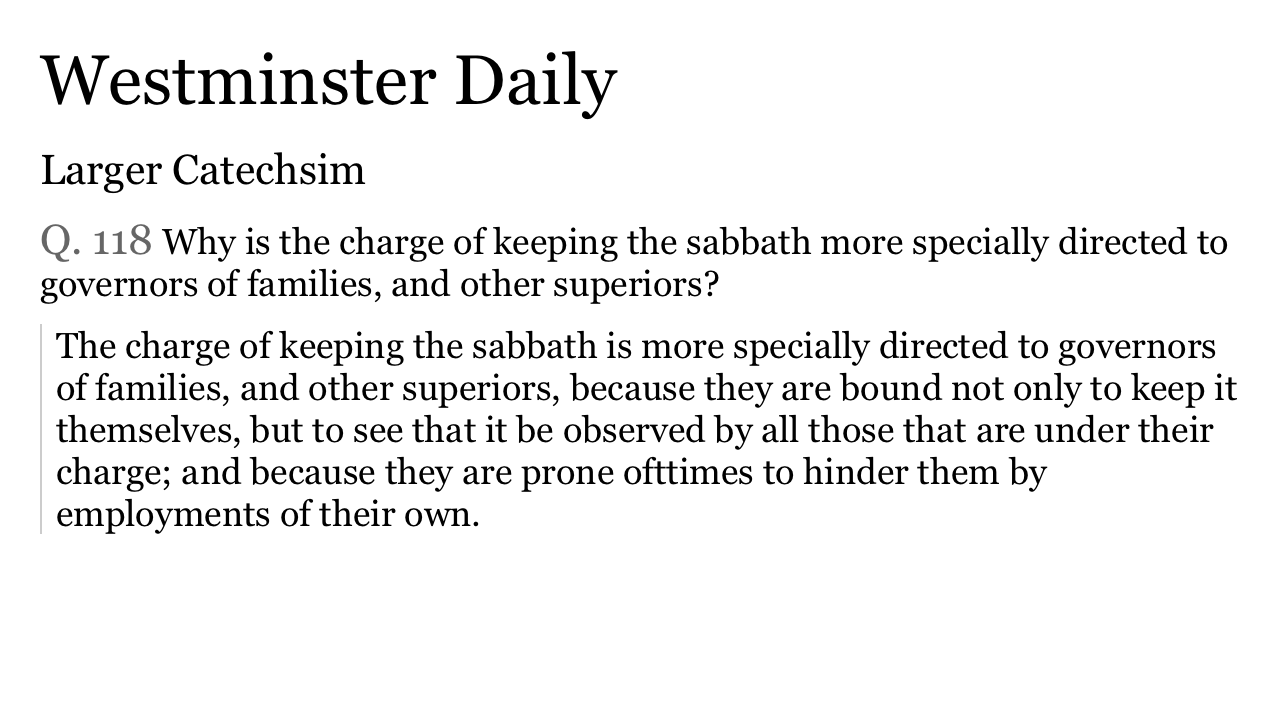 Westminster Daily
Larger Catechsim
Q. 118 Why is the charge of keeping the sabbath more specially directed to
governors of families, and other superiors?
The charge of keeping the sabbath is more specially directed to governors
of families, and other superiors, because they are bound not only to keep it
themselves, but to see that it be observed by all those that are under their
charge; and because they are prone ofttimes to hinder them by
employments of their own.